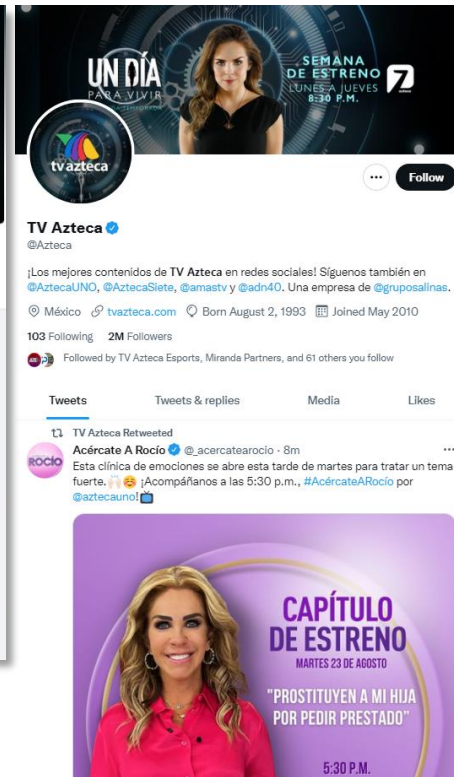 UN DÍA
PARA VIVIR
SEMANA
DE ESTRENO
LUNES A JUEVES
8:30 P.M.
7
tv azteca
Follow
TV Azteca
@Azteca
¡Los mejores contenidos de TV Azteca en redes sociales! Síguenos también en
@AztecaUNO, @AztecaSiete, @amastv y @adn40. Una empresa de @gruposalinas.
México tvazteca.com Born August 2, 1993 Joined May 2010
103 Following 2M Followers
Followed by TV Azteca Esports, Miranda Partners, and 61 others you follow
Tweets Tweets & replies Media Likes
TV Azteca Retweeted
Acércate A Rocío @_acercatearocio · 8m
ROCÍO
Esta clínica de emociones se abre esta tarde de martes para tratar un tema
fuerte. ¡Acompáñanos a las 5:30 p.m., #AcércateARocío por
@aztecauno!
CAPÍTULO
DE ESTRENO
MARTES 23 DE AGOSTO
"PROSTITUYEN A MI HIJA
POR PEDIR PRESTADO"
5:30 P.M.